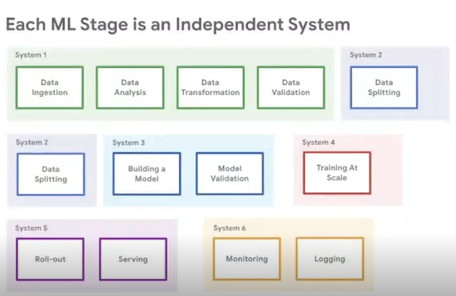 Each ML Stage is an Independent System
System 1
System 2
Data
Ingestion
Data
Analysis
Data
Transformation
Data
Validation
Data
Splitting
System 2
System 3
System 4
Data
Splitting
Building a
Model
Model
Validation
Training At
Scale
System 5
System 6
Roll-out
Serving
Monitoring
Logging